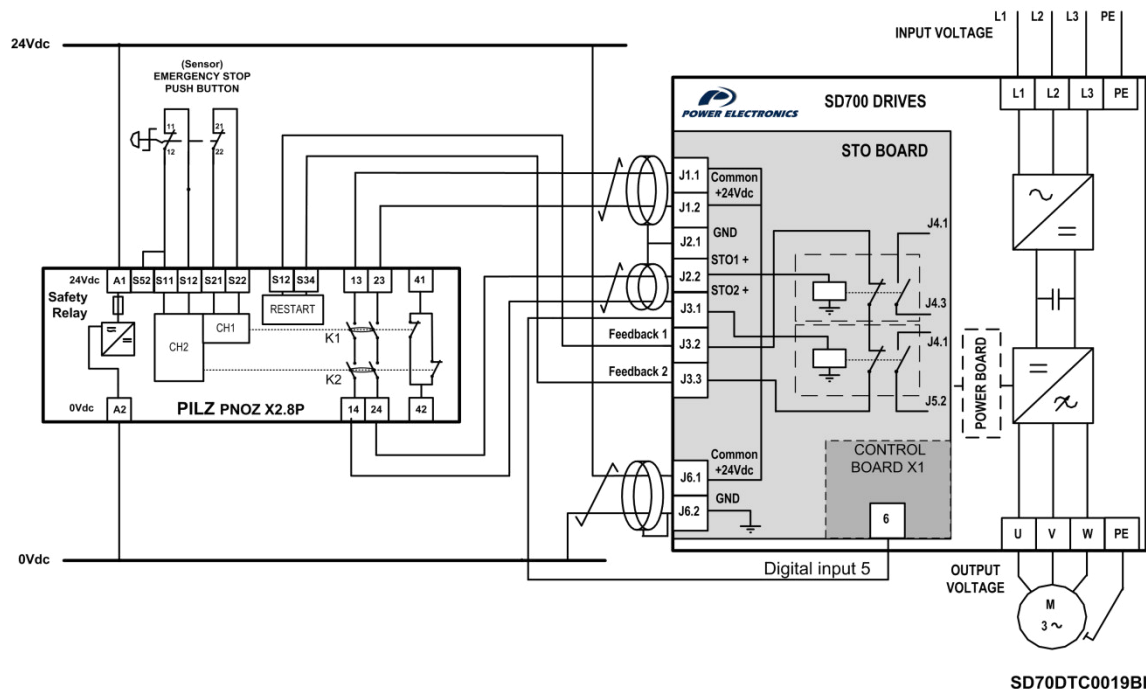 L1 L2 L3 PE
INPUT VOLTAGE
24Vdc
(Sensor)
EMERGENCY STOP
PUSH BUTTON
11
12
21
22
POWER ELECTRONICS
SD700 DRIVES
L1 L2 L3 PE
STO BOARD
J1.1
Common
+24Vdc
J1.2
J2.1
GND
J2.2
STO1 +
J3.1
STO2 +
J3.2
Feedback 1
J3.3
Feedback 2
J4.1
J4.3
J4.1
J5.2
POWER BOARD
24Vdc A1 S52 S11 S12 S21 S22 S12 S34 13 23 41
Safety
Relay
RESTART
CH1
CH2
K1
K2
0Vdc A2 14 24 42
PILZ PNOZ X2.8P
Common
+24Vdc
J6.1
GND
J6.2
CONTROL
BOARD X1
6
U V W PE
0Vdc
Digital input 5
OUTPUT
VOLTAGE
M
3 ~